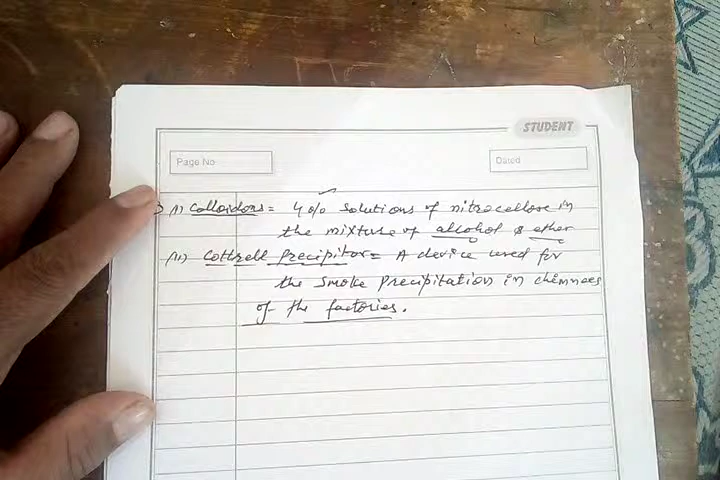 STUDENT
Page No
Dated
(i) Colloidons = 4% solutions of nitrocellose in
the mixture of alcohol & ether
(ii) Cottrell precipitor = A device used for
the smoke precipitation in chimnees
of the factories.